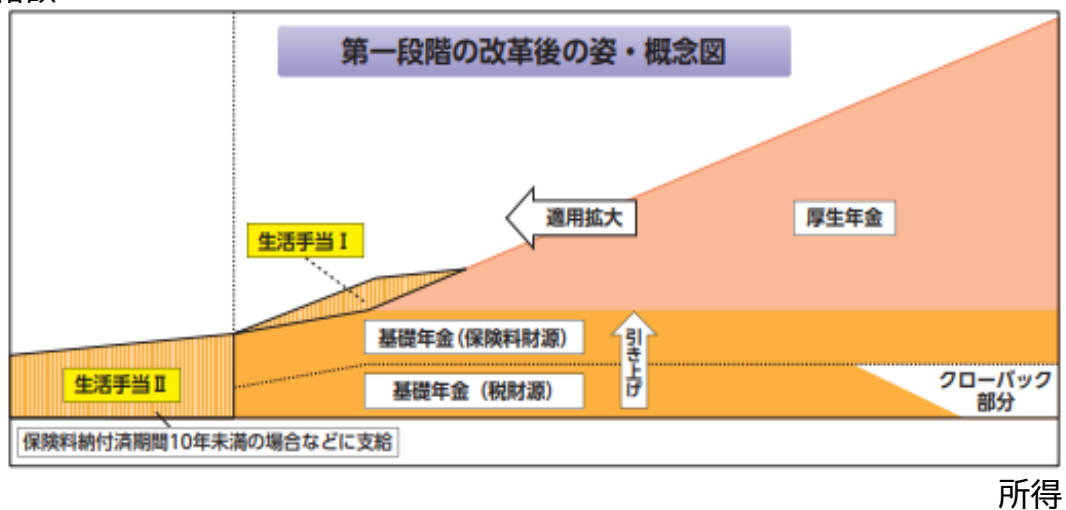 第一段階の改革後の姿・概念図
適用拡大
厚生年金
生活手当Ⅰ
基礎年金(保険料財源)
引き上げ
生活手当Ⅱ
基礎年金(税財源)
クローバック
部分
保険料納付済期間10年未満の場合などに支給
所得